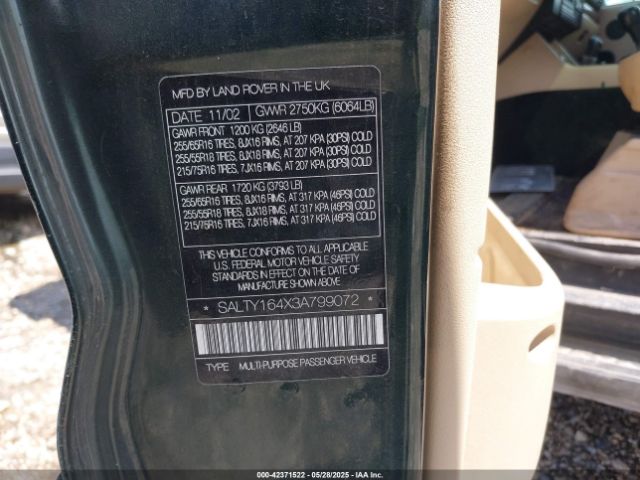 MFD BY LAND ROVER IN THE UK
DATE 11/02 GVWR 2750KG (6064LB)
GAWR FRONT 1200 KG (2646 LB)
255/65R16 TIRES, 8JX16 RIMS, AT 207 KPA (30PSI) COLD
255/55R18 TIRES, 8JX18 RIMS, AT 207 KPA (30PSI) COLD
215/75R16 TIRES, 7JX16 RIMS, AT 207 KPA (30PSI) COLD
GAWR REAR 1720 KG (3793 LB)
255/65R16 TIRES, 8JX16 RIMS, AT 317 KPA (46PSI) COLD
255/55R18 TIRES, 8JX18 RIMS, AT 317 KPA (46PSI) COLD
215/75R16 TIRES, 7JX16 RIMS, AT 317 KPA (46PSI) COLD
THIS VEHICLE CONFORMS TO ALL APPLICABLE
U.S. FEDERAL MOTOR VEHICLE SAFETY
STANDARDS IN EFFECT ON THE DATE OF
MANUFACTURE SHOWN ABOVE
* SALTY164X3A799072 *
TYPE MULTI-PURPOSE PASSENGER VEHICLE
000-42371522 05/28/2025 IAA Inc.